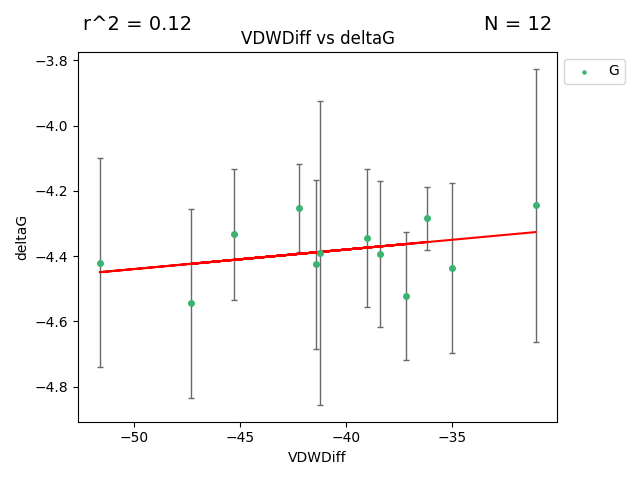 r^2 = 0.12
N = 12
VDWDiff vs deltaG
G
−3.8
−4.0
−4.2
−4.4
−4.6
−4.8
deltaG
−50
−45
−40
−35
VDWDiff